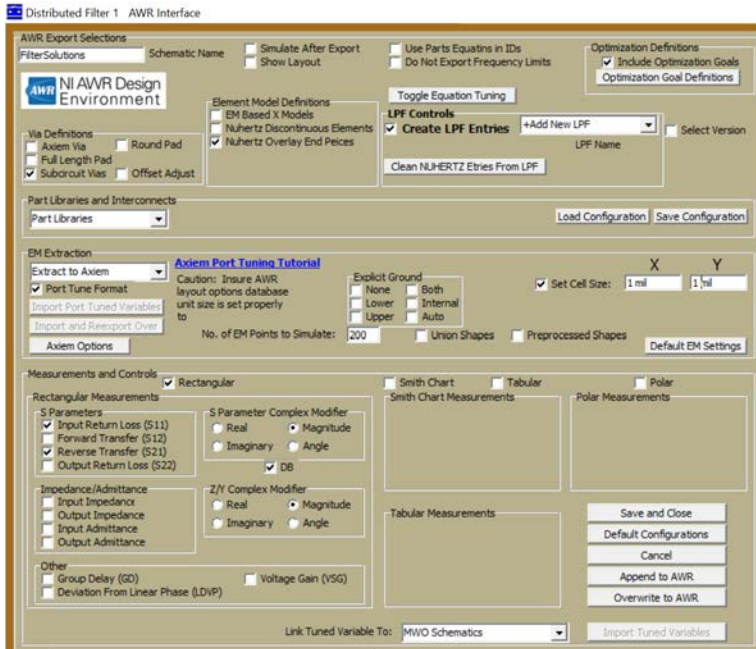 Distributed Filter 1 AWR Interface
AWR Export Selections
FilterSolutions Schematic Name
Simulate After Export
Show Layout
Use Parts Equatins in IDs
Do Not Export Frequency Limits
Optimization Definitions
Include Optimization Goals
Optimization Goal Definitions
AWR
NI AWR Design
Environment
Toggle Equation Tuning
Element Model Definitions
EM Based X Models
Nuhertz Discontinuous Elements
Nuhertz Overlay End Peices
LPF Controls
Create LPF Entries
+Add New LPF
LPF Name
Select Version
Clean NUHERTZ Etries From LPF
Via Definitions
Axiem Via Round Pad
Full Length Pad
Subcircuit Vias Offset Adjust
Part Libraries and Interconnects
Part Libraries
Load Configuration Save Configuration
EM Extraction
Extract to Axiem
Port Tune Format
Import Port Tuned Variables
Import and Reexport Over
Axiem Options
Axiem Port Tuning Tutorial
Caution: Insure AWR
layout options database
unit size is set properly
to
Explicit Ground
None Both
Lower Internal
Upper Auto
X Y
Set Cell Size: 1 mil 1 mil
No. of EM Points to Simulate: 200
Union Shapes
Preprocessed Shapes
Default EM Settings
Measurements and Controls
Rectangular
Smith Chart
Tabular
Polar
Rectangular Measurements
S Parameters
Input Return Loss (S11)
Forward Transfer (S12)
Reverse Transfer (S21)
Output Return Loss (S22)
S Parameter Complex Modifier
Real Magnitude
Imaginary Angle
DB
Impedance/Admittance
Input Impedance
Output Impedance
Input Admittance
Output Admittance
Z/Y Complex Modifier
Real Magnitude
Imaginary Angle
Other
Group Delay (GD) Voltage Gain (VSG)
Deviation From Linear Phase (LDVP)
Smith Chart Measurements
Polar Measurements
Tabular Measurements
Save and Close
Default Configurations
Cancel
Append to AWR
Overwrite to AWR
Link Tuned Variable To: MWO Schematics
Import Tuned Variables